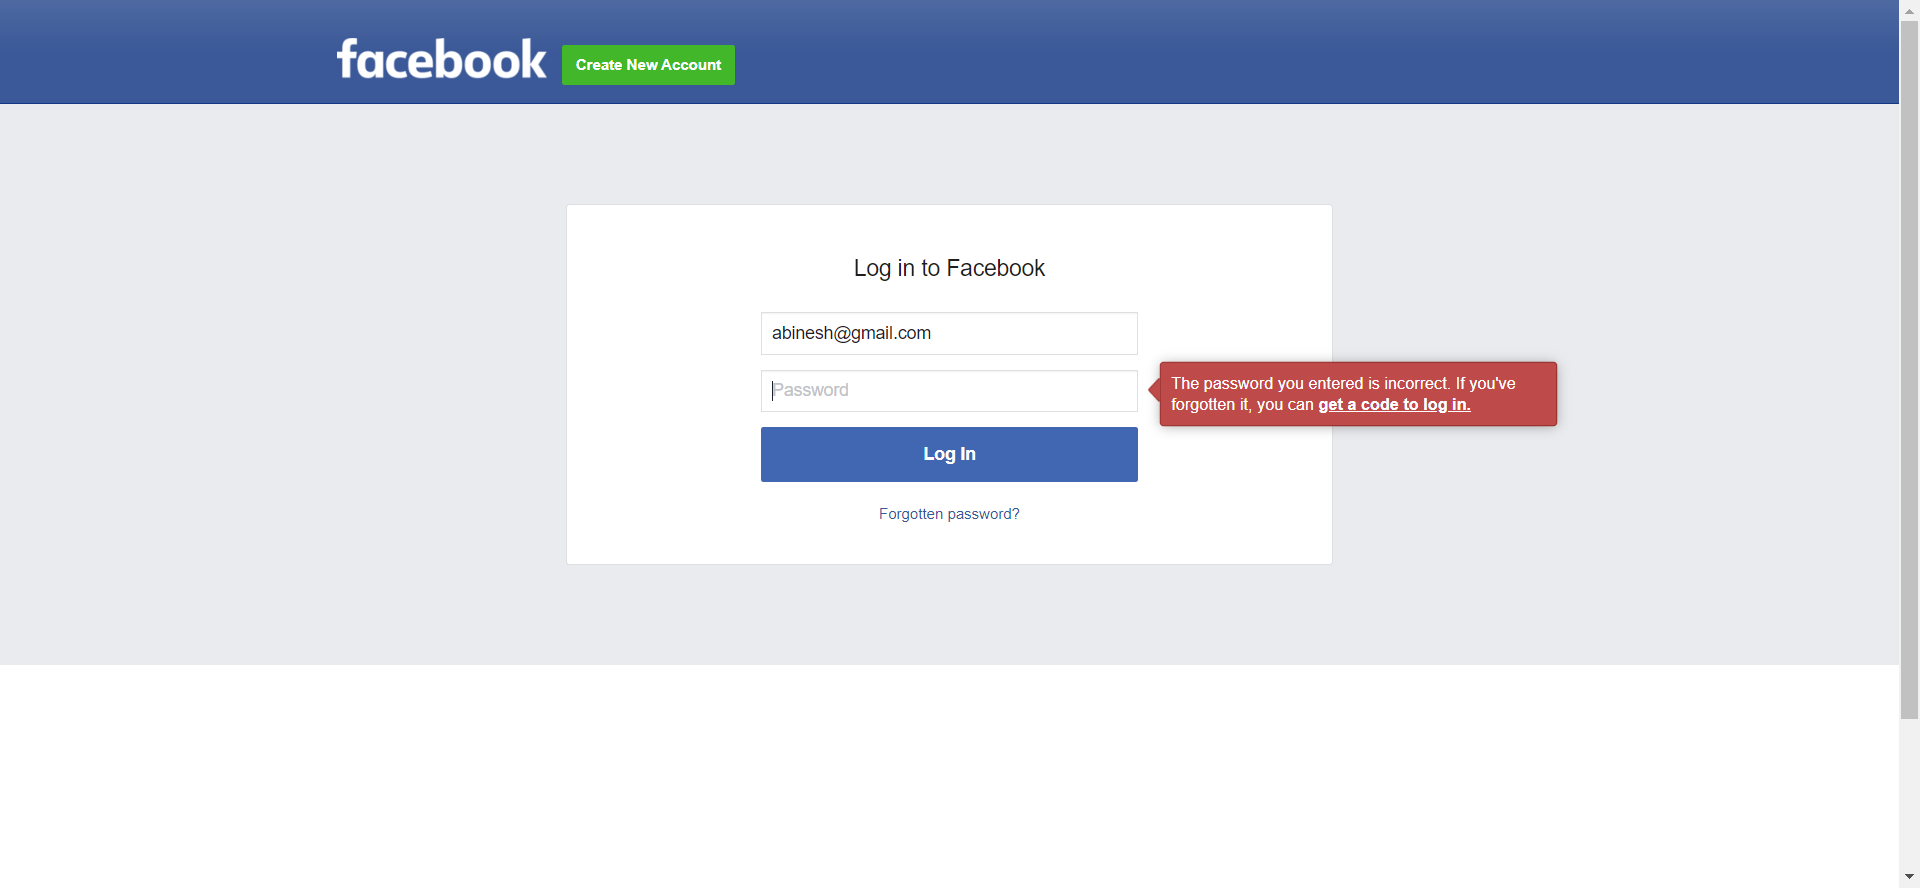 facebook
Create New Account
Log in to Facebook
abinesh@gmail.com
Password
The password you entered is incorrect. If you've
forgotten it, you can get a code to log in.
Log In
Forgotten password?